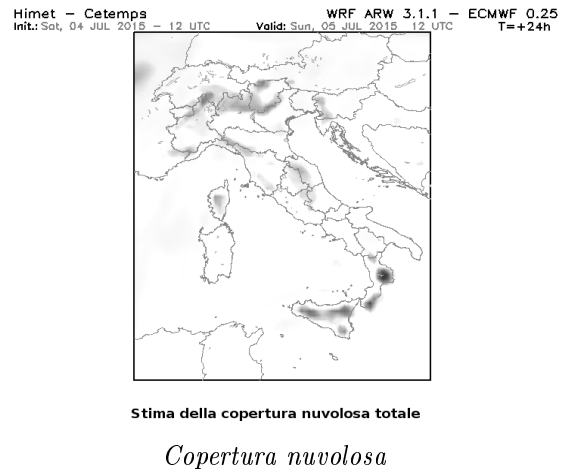 Himet – Cetemps WRF ARW 3.1.1 – ECMWF 0.25
Init.: Sat, 04 JUL 2015 – 12 UTC Valid: Sun, 05 JUL 2015 12 UTC T=+24h
Stima della copertura nuvolosa totale
Copertura nuvolosa